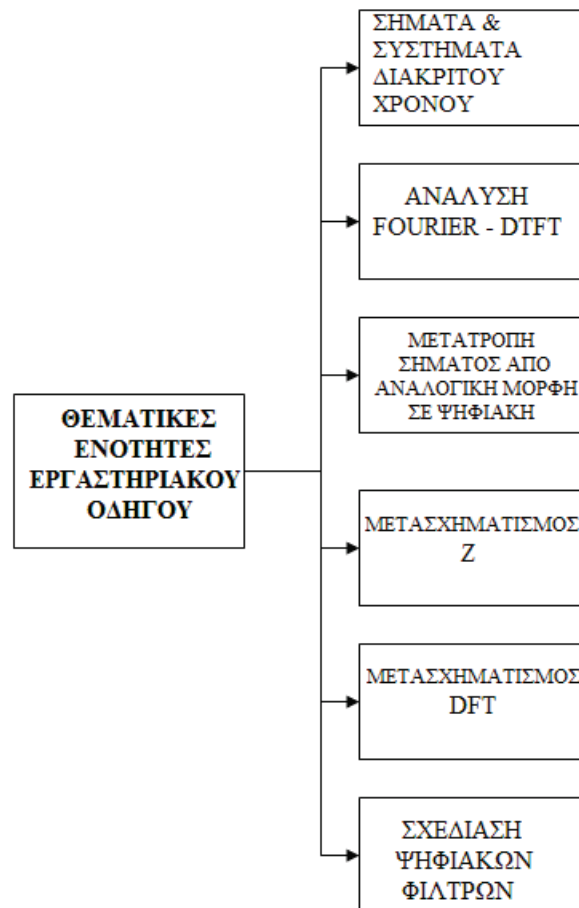 ΣΗΜΑΤΑ &
ΣΥΣΤΗΜΑΤΑ
ΔΙΑΚΡΙΤΟΥ
ΧΡΟΝΟΥ
ΑΝΑΛΥΣΗ
FOURIER - DTFT
ΜΕΤΑΤΡΟΠΗ
ΣΗΜΑΤΟΣ ΑΠΟ
ΑΝΑΛΟΓΙΚΗ ΜΟΡΦΗ
ΣΕ ΨΗΦΙΑΚΗ
ΘΕΜΑΤΙΚΕΣ
ΕΝΟΤΗΤΕΣ
ΕΡΓΑΣΤΗΡΙΑΚΟΥ
ΟΔΗΓΟΥ
ΜΕΤΑΣΧΗΜΑΤΙΣΜΟΣ
Ζ
ΜΕΤΑΣΧΗΜΑΤΙΣΜΟΣ
DFT
ΣΧΕΔΙΑΣΗ
ΨΗΦΙΑΚΩΝ
ΦΙΛΤΡΩΝ